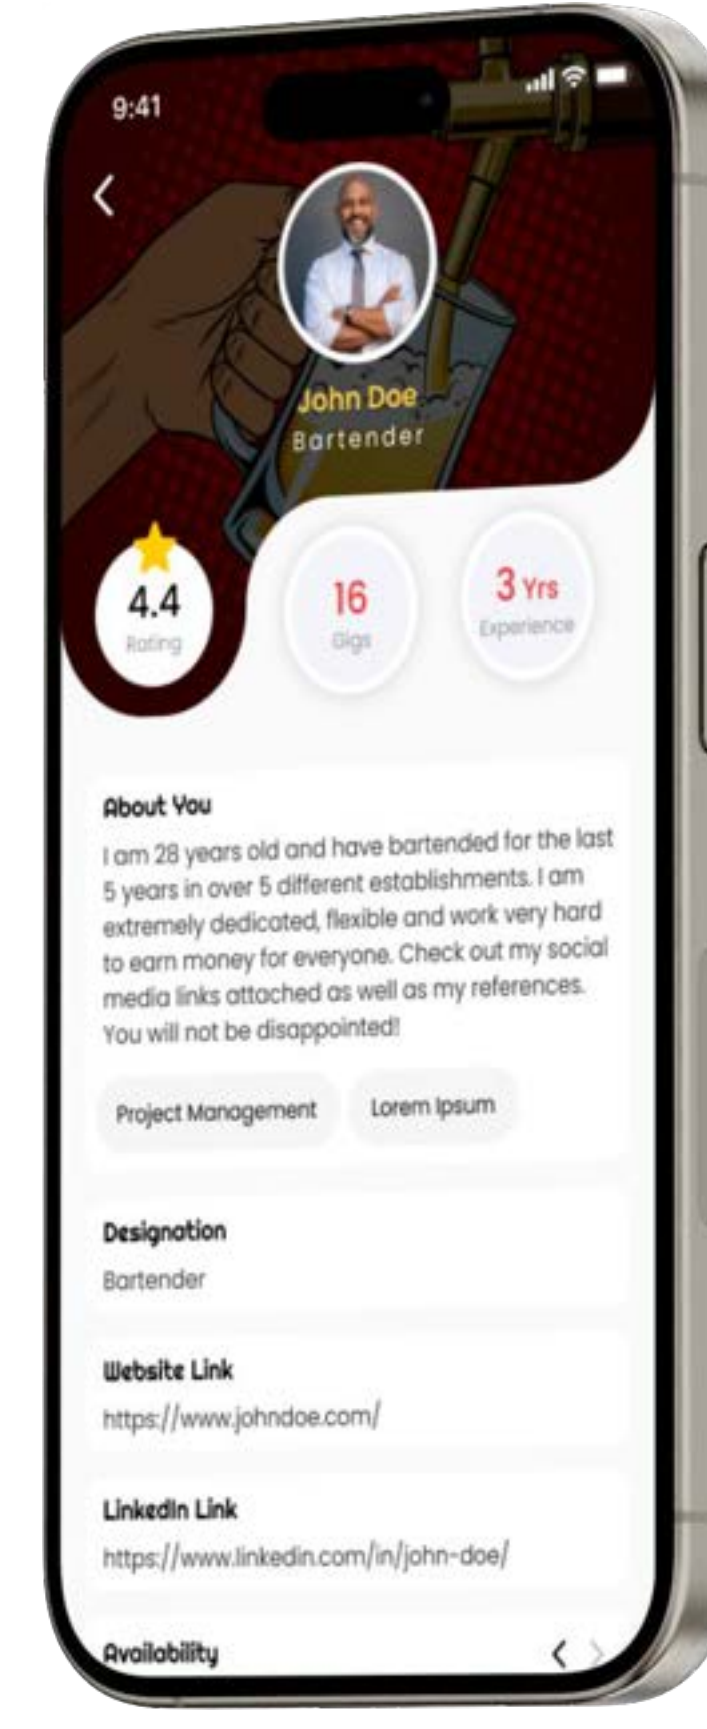 9:41
John Doe
Bartender
4.4
Rating
16
Gigs
3 Yrs
Experience
About You
I am 28 years old and have bartended for the last
5 years in over 5 different establishments. I am
extremely dedicated, flexible and work very hard
to earn money for everyone. Check out my social
media links attached as well as my references.
You will not be disappointed!
Project Management
Lorem Ipsum
Designation
Bartender
Website Link
https://www.johndoe.com/
LinkedIn Link
https://www.linkedin.com/in/john-doe/
Availability